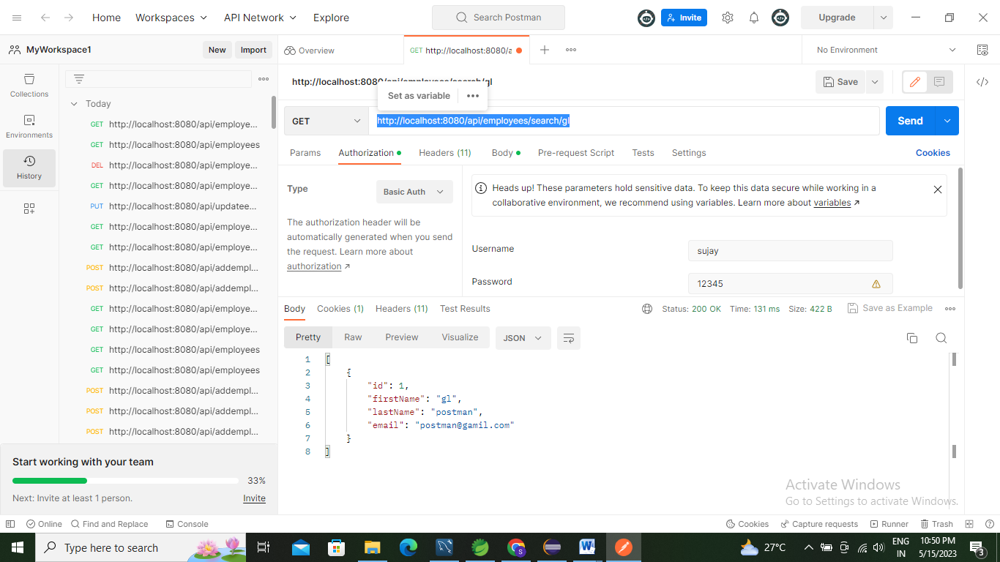 Home
Workspaces
API Network
Explore
Search Postman
Invite
Upgrade
MyWorkspace1
New
Import
Overview
GET http://localhost:8080/a
No Environment
Collections
Environments
History
Today
GET http://localhost:8080/api/employe...
GET http://localhost:8080/api/employees
DEL http://localhost:8080/api/employe...
GET http://localhost:8080/api/employe...
PUT http://localhost:8080/api/updatee...
GET http://localhost:8080/api/employe...
GET http://localhost:8080/api/employe...
POST http://localhost:8080/api/addempl...
POST http://localhost:8080/api/addempl...
GET http://localhost:8080/api/employe...
GET http://localhost:8080/api/employe...
GET http://localhost:8080/api/employees
GET http://localhost:8080/api/employees
POST http://localhost:8080/api/addempl...
POST http://localhost:8080/api/addempl...
POST http://localhost:8080/api/addempl...
Start working with your team
33%
Next: Invite at least 1 person.
Invite
http://localhost:8080/api/employees/search/gl
Save
Set as variable
GET
http://localhost:8080/api/employees/search/gl
Send
Params
Authorization
Headers (11)
Body
Pre-request Script
Tests
Settings
Cookies
Type
Basic Auth
The authorization header will be
automatically generated when you send
the request. Learn more about
authorization ↗
Heads up! These parameters hold sensitive data. To keep this data secure while working in a
collaborative environment, we recommend using variables. Learn more about variables ↗
Username
sujay
Password
12345
Body
Cookies (1)
Headers (11)
Test Results
Status: 200 OK
Time: 131 ms
Size: 422 B
Save as Example
Pretty
Raw
Preview
Visualize
JSON
1 [
2 {
3 "id": 1,
4 "firstName": "gl",
5 "lastName": "postman",
6 "email": "postman@gamil.com"
7 }
8 ]
Activate Windows
Go to Settings to activate Windows.
Online
Find and Replace
Console
Cookies
Capture requests
Runner
Trash
Type here to search
27°C
ENG
IN
10:50 PM
5/15/2023
3